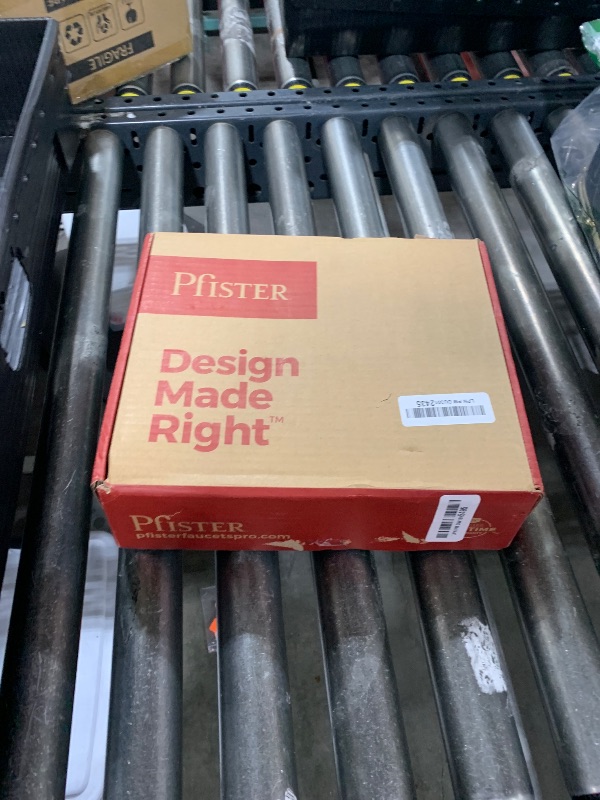 FRAGILE
PfISTER
Design
Made
Right™
PfISTER
pfisterfaucetspro.com